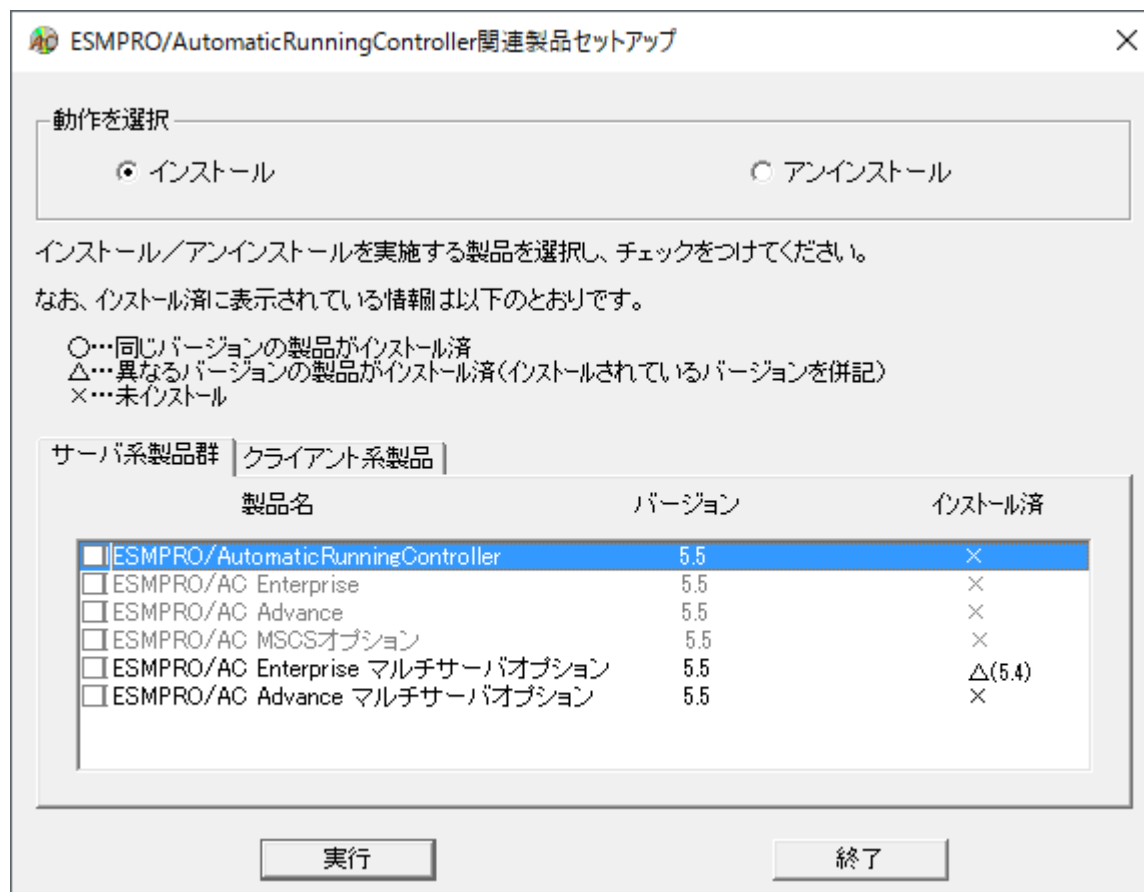 ESMPRO/AutomaticRunningController関連製品セットアップ
動作を選択
インストール アンインストール
インストール／アンインストールを実施する製品を選択し、チェックをつけてください。
なお、インストール済に表示されている情報は以下のとおりです。
○…同じバージョンの製品がインストール済
△…異なるバージョンの製品がインストール済(インストールされているバージョンを併記)
×…未インストール
サーバ系製品群 クライアント系製品
製品名 バージョン インストール済
ESMPRO/AutomaticRunningController 5.5 ×
ESMPRO/AC Enterprise 5.5 ×
ESMPRO/AC Advance 5.5 ×
ESMPRO/AC MSCSオプション 5.5 ×
ESMPRO/AC Enterprise マルチサーバオプション 5.5 △(5.4)
ESMPRO/AC Advance マルチサーバオプション 5.5 ×
実行 終了